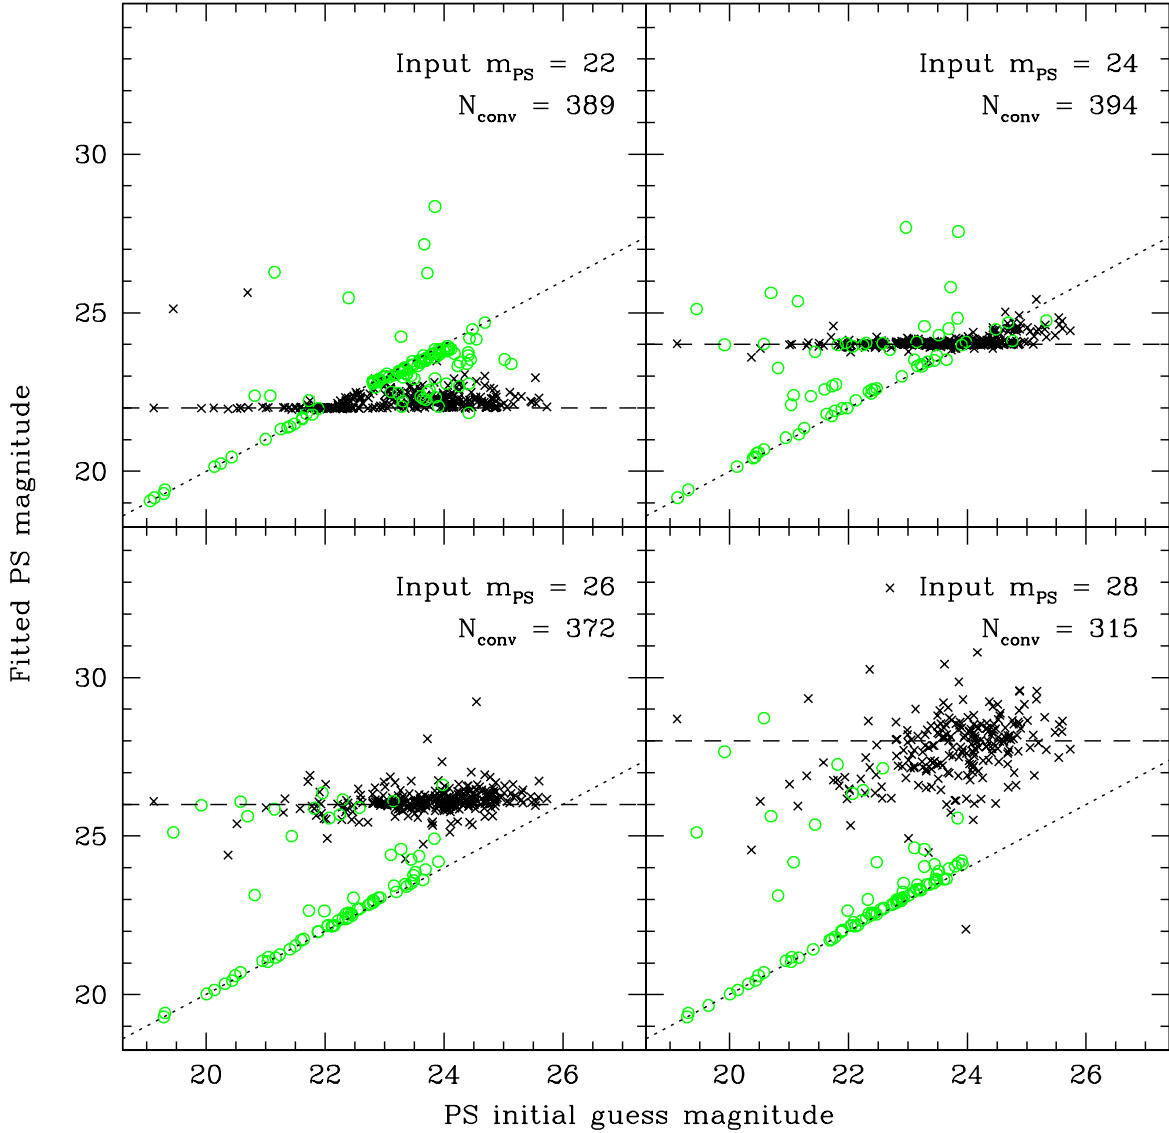 Input m_PS = 22
N_conv = 389
Input m_PS = 24
N_conv = 394
30
25
20
Input m_PS = 26
N_conv = 372
Input m_PS = 28
N_conv = 315
30
25
20
20 22 24 26 20 22 24 26
PS initial guess magnitude
Fitted PS magnitude